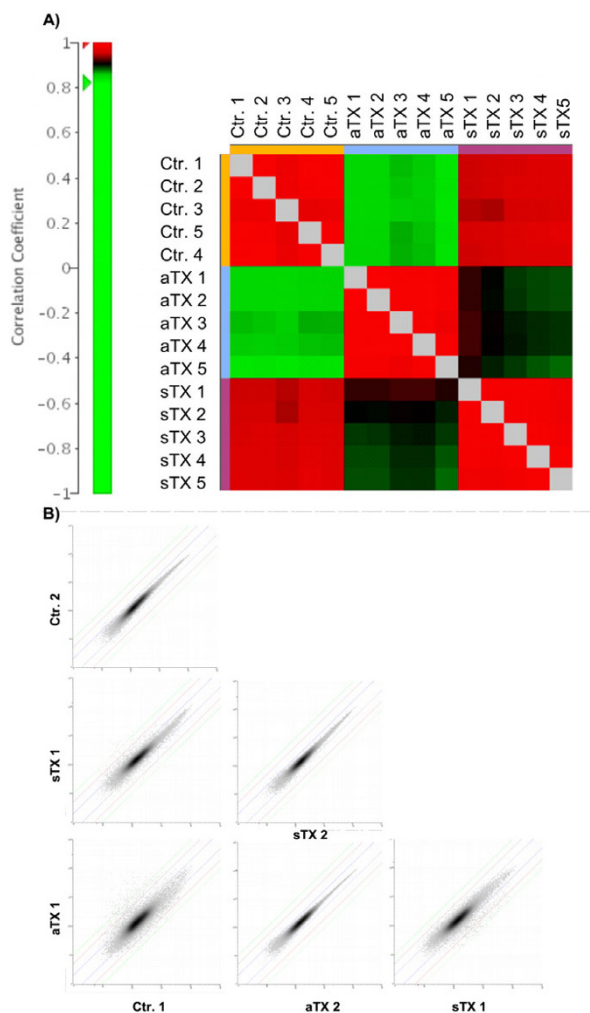 A)
1
0.8
0.6
0.4
0.2
0
-0.2
-0.4
-0.6
-0.8
-1
Correlation Coefficient
Ctr. 1
Ctr. 2
Ctr. 3
Ctr. 4
Ctr. 5
aTX 1
aTX 2
aTX 3
aTX 4
aTX 5
sTX 1
sTX 2
sTX 3
sTX 4
sTX5
Ctr. 1
Ctr. 2
Ctr. 3
Ctr. 5
Ctr. 4
aTX 1
aTX 2
aTX 3
aTX 4
aTX 5
sTX 1
sTX 2
sTX 3
sTX 4
sTX 5
B)
Ctr. 2
sTX 1
sTX 2
aTX 1
Ctr. 1
aTX 2
sTX 1